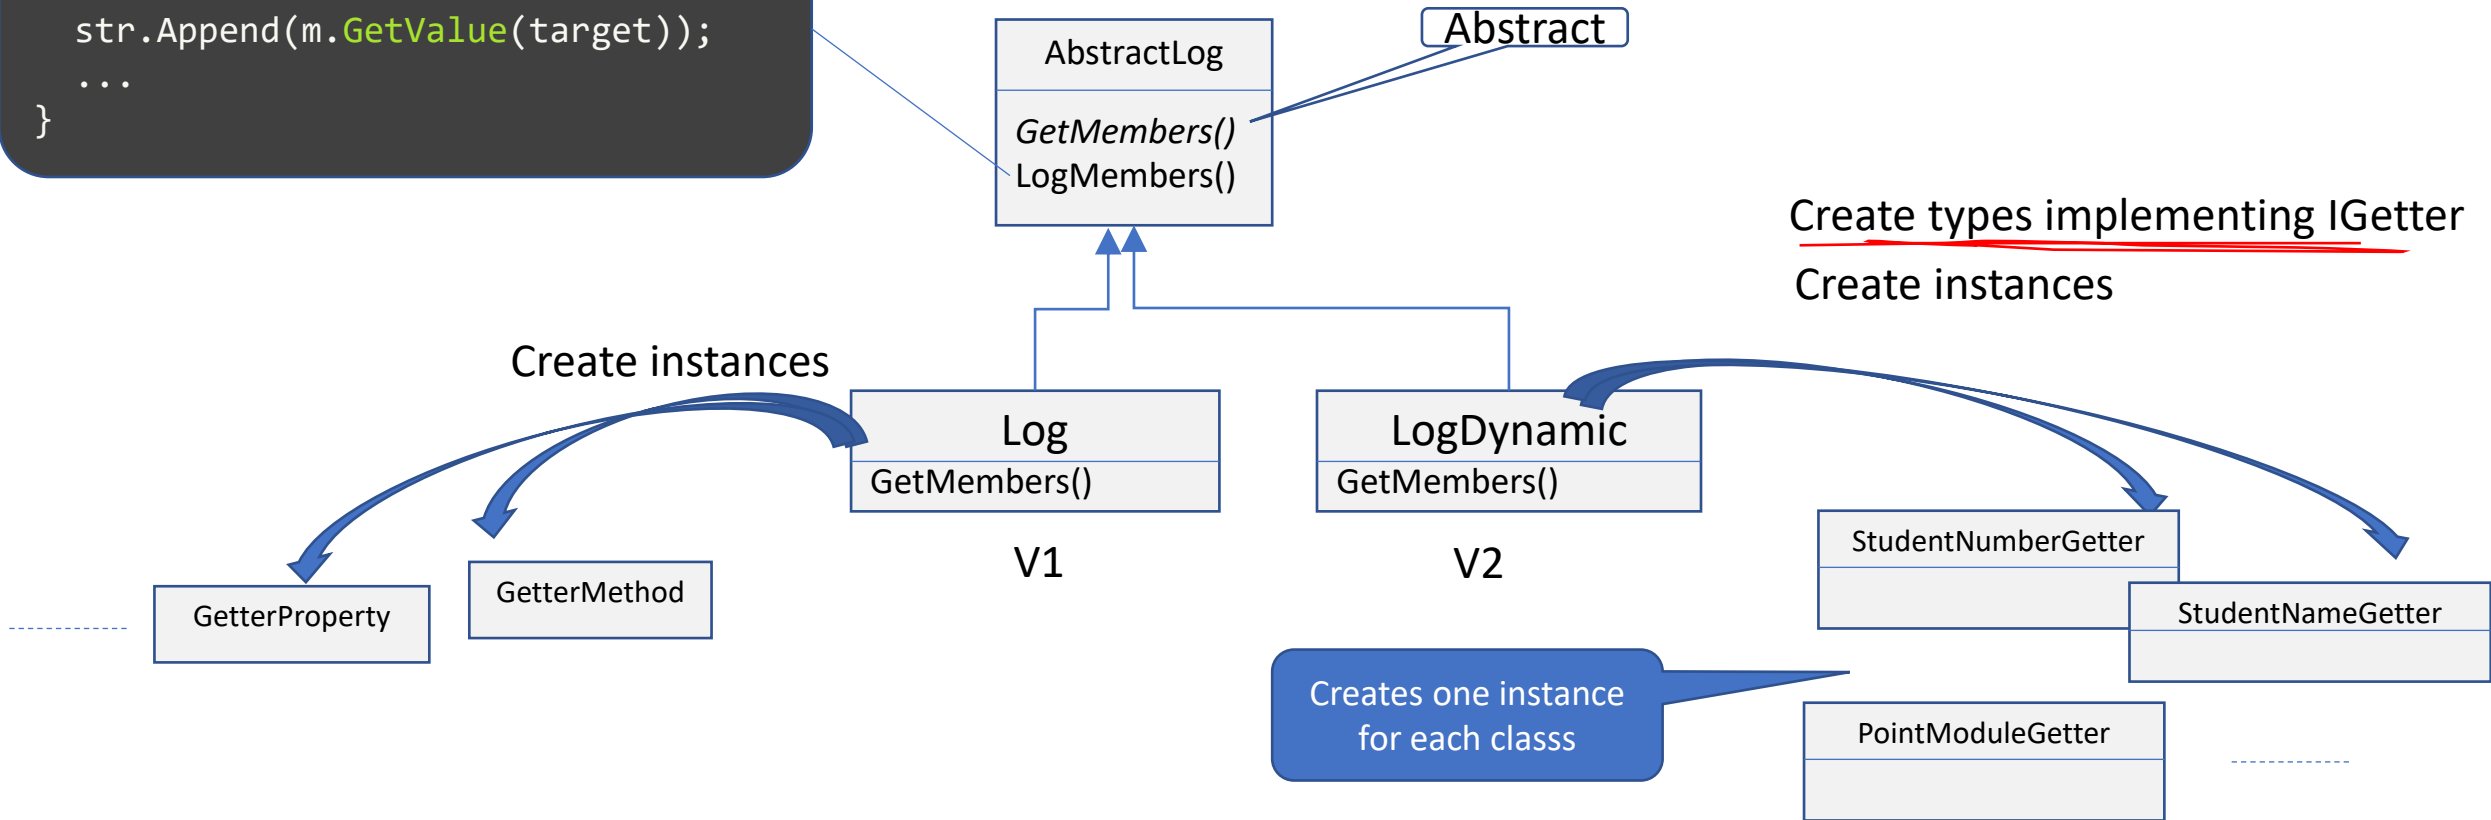 str.Append(m.GetValue(target));
...
}
AbstractLog
GetMembers()
LogMembers()
Abstract
Create types implementing IGetter
Create instances
Create instances
Log
GetMembers()
V1
LogDynamic
GetMembers()
V2
GetterProperty
GetterMethod
StudentNumberGetter
StudentNameGetter
Creates one instance
for each classs
PointModuleGetter